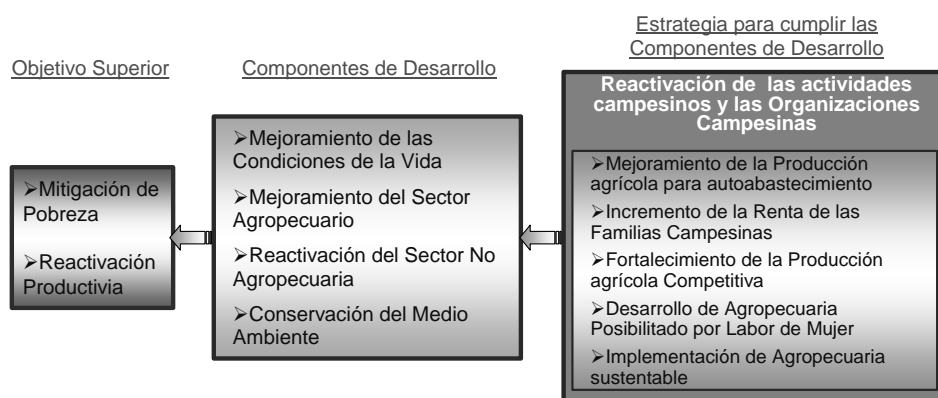 Objetivo Superior
➢Mitigación de
Pobreza
➢Reactivación
Productivia
Componentes de Desarrollo
➢Mejoramiento de las
Condiciones de la Vida
➢Mejoramiento del Sector
Agropecuario
➢Reactivación del Sector No
Agropecuaria
➢Conservación del Medio
Ambiente
Estrategia para cumplir las
Componentes de Desarrollo
Reactivación de las actividades
campesinos y las Organizaciones
Campesinas
➢Mejoramiento de la Producción
agrícola para autoabastecimiento
➢Incremento de la Renta de las
Familias Campesinas
➢Fortalecimiento de la Producción
agrícola Competitiva
➢Desarrollo de Agropecuaria
Posibilitado por Labor de Mujer
➢Implementación de Agropecuaria
sustentable